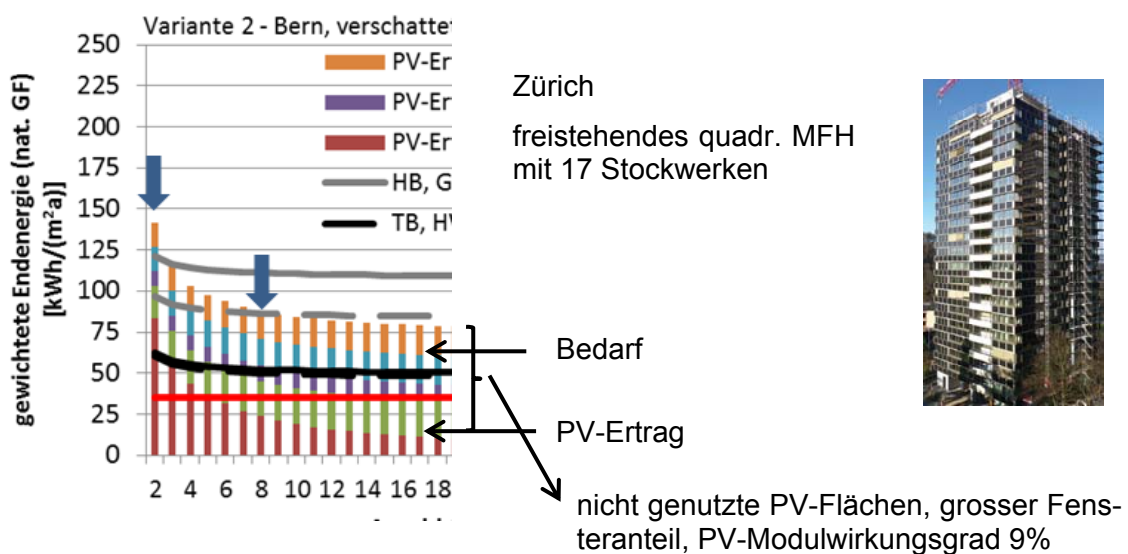 Variante 2 - Bern, verschattet
gewichtete Endenergie (nat. GF)
[kWh/(m²a)]
250
225
200
175
150
125
100
75
50
25
0
PV-Er
PV-Er
PV-Er
HB, G
TB, HV
2 4 6 8 10 12 14 16 18
Zürich
freistehendes quadr. MFH
mit 17 Stockwerken
Bedarf
PV-Ertrag
nicht genutzte PV-Flächen, grosser Fens-
teranteil, PV-Modulwirkungsgrad 9%